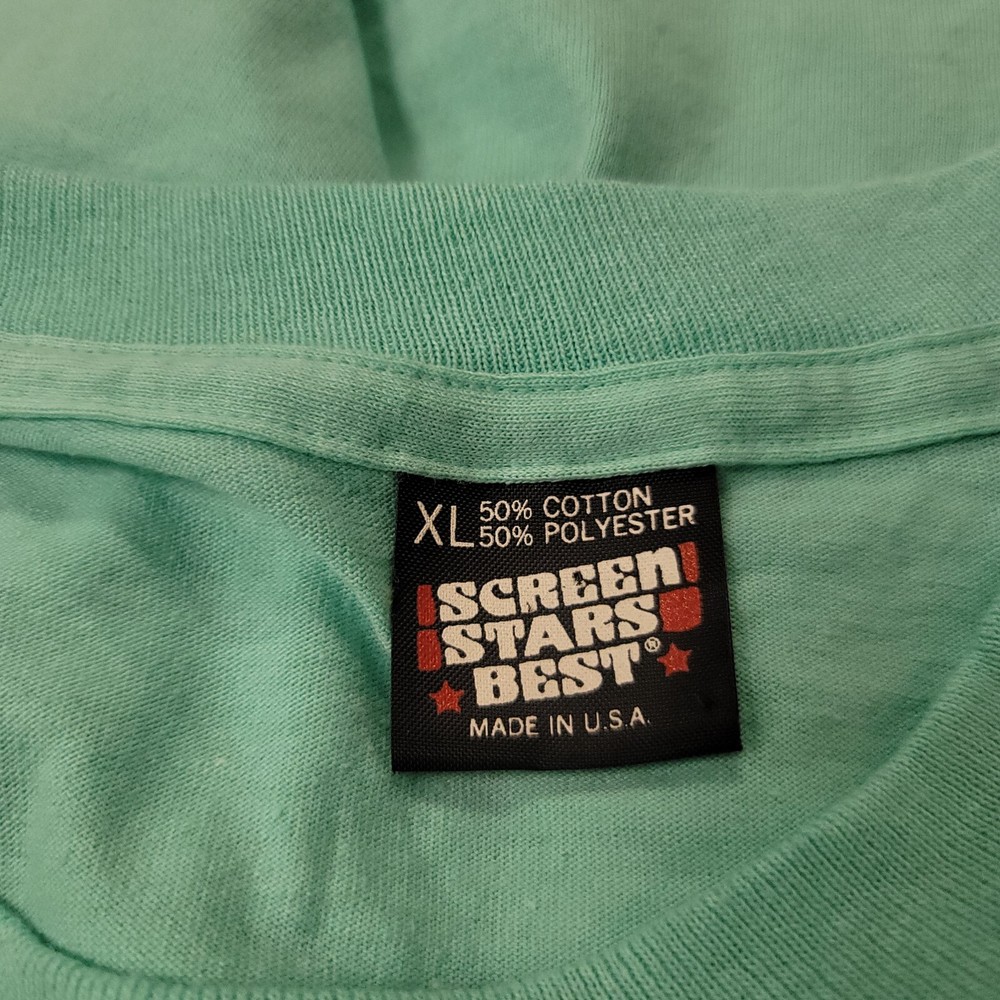 XL 50% COTTON
50% POLYESTER
SCREEN
STARS
BEST®
MADE IN U.S.A.